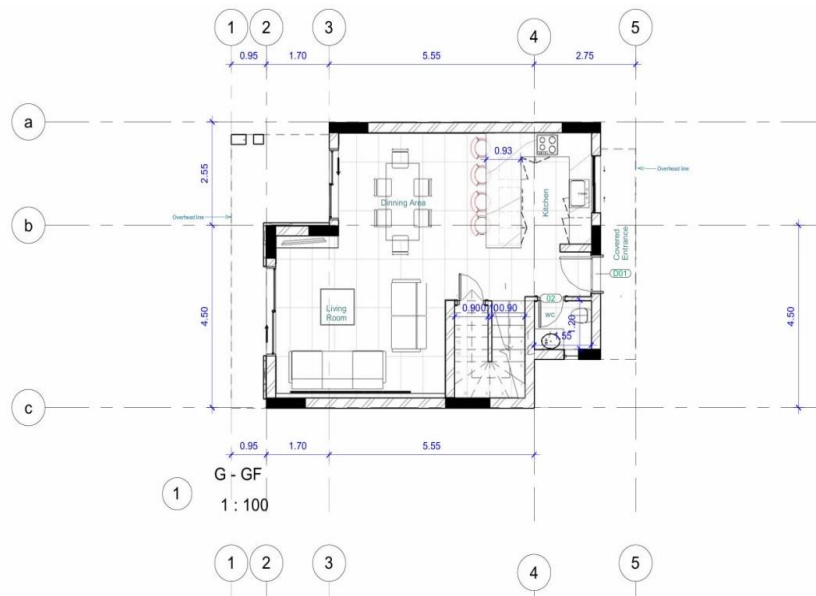 1 2 3 4 5
0.95 1.70 5.55 2.75
a
2.55
0.93
Overhead line
Dinning Area
Kitchen
Overhead line
b
Covered
Entrance
D01
4.50
4.50
Living
Room
02
0.90 0.90
WC
1.20
1.55
c
0.95 1.70 5.55
G - GF
1
1 : 100
1 2 3 4 5